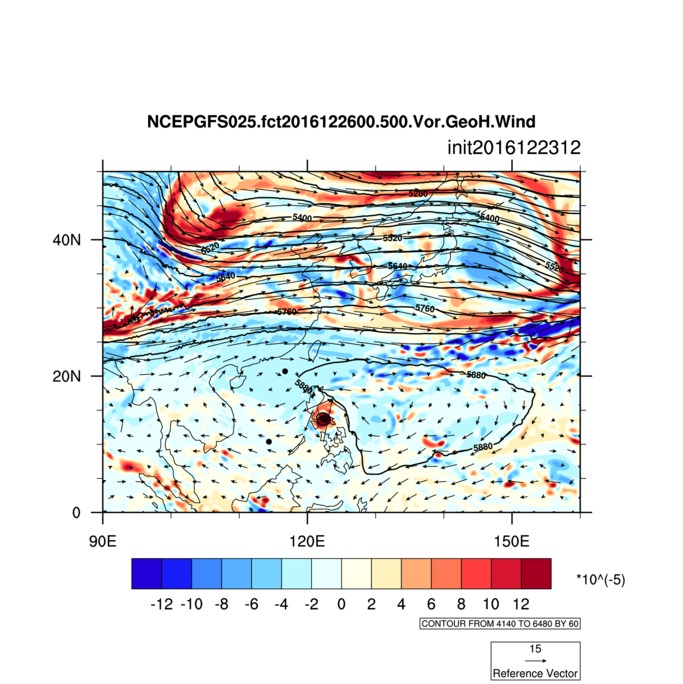 NCEPGFS025.fct2016122600.500.Vor.GeoH.Wind
init2016122312
5280
5400
5400
5520
5520
5520
5640
5640
5760
5760
5880
5880
5880
40N
20N
0
90E 120E 150E
-12 -10 -8 -6 -4 -2 0 2 4 6 8 10 12
*10^(-5)
CONTOUR FROM 4140 TO 6480 BY 60
15
Reference Vector